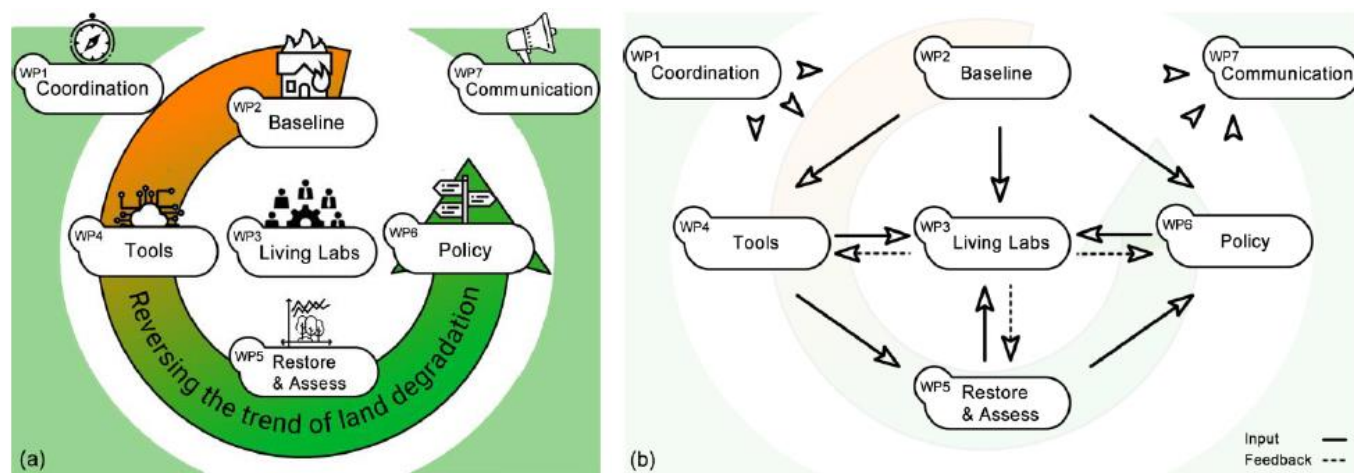 WP1
Coordination
WP7
Communication
WP2
Baseline
WP4
Tools
WP3
Living Labs
WP6
Policy
WP5
Restore
& Assess
Reversing the trend of land degradation
(a)
WP1
Coordination
WP2
Baseline
WP7
Communication
WP4
Tools
WP3
Living Labs
WP6
Policy
WP5
Restore
& Assess
Input
Feedback
(b)